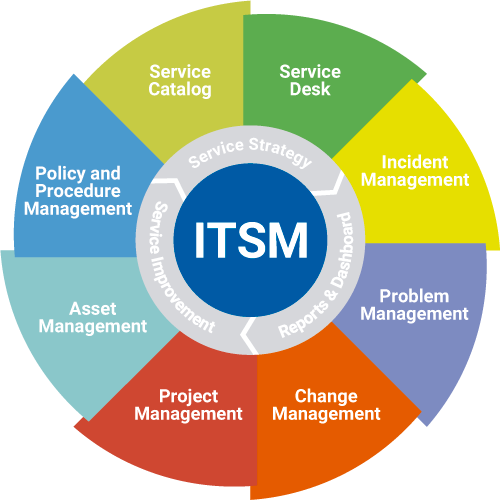 Service
Catalog
Service
Desk
Incident
Management
Problem
Management
Change
Management
Project
Management
Asset
Management
Policy and
Procedure
Management
Service Strategy
Reports & Dashboard
Service Improvement
ITSM